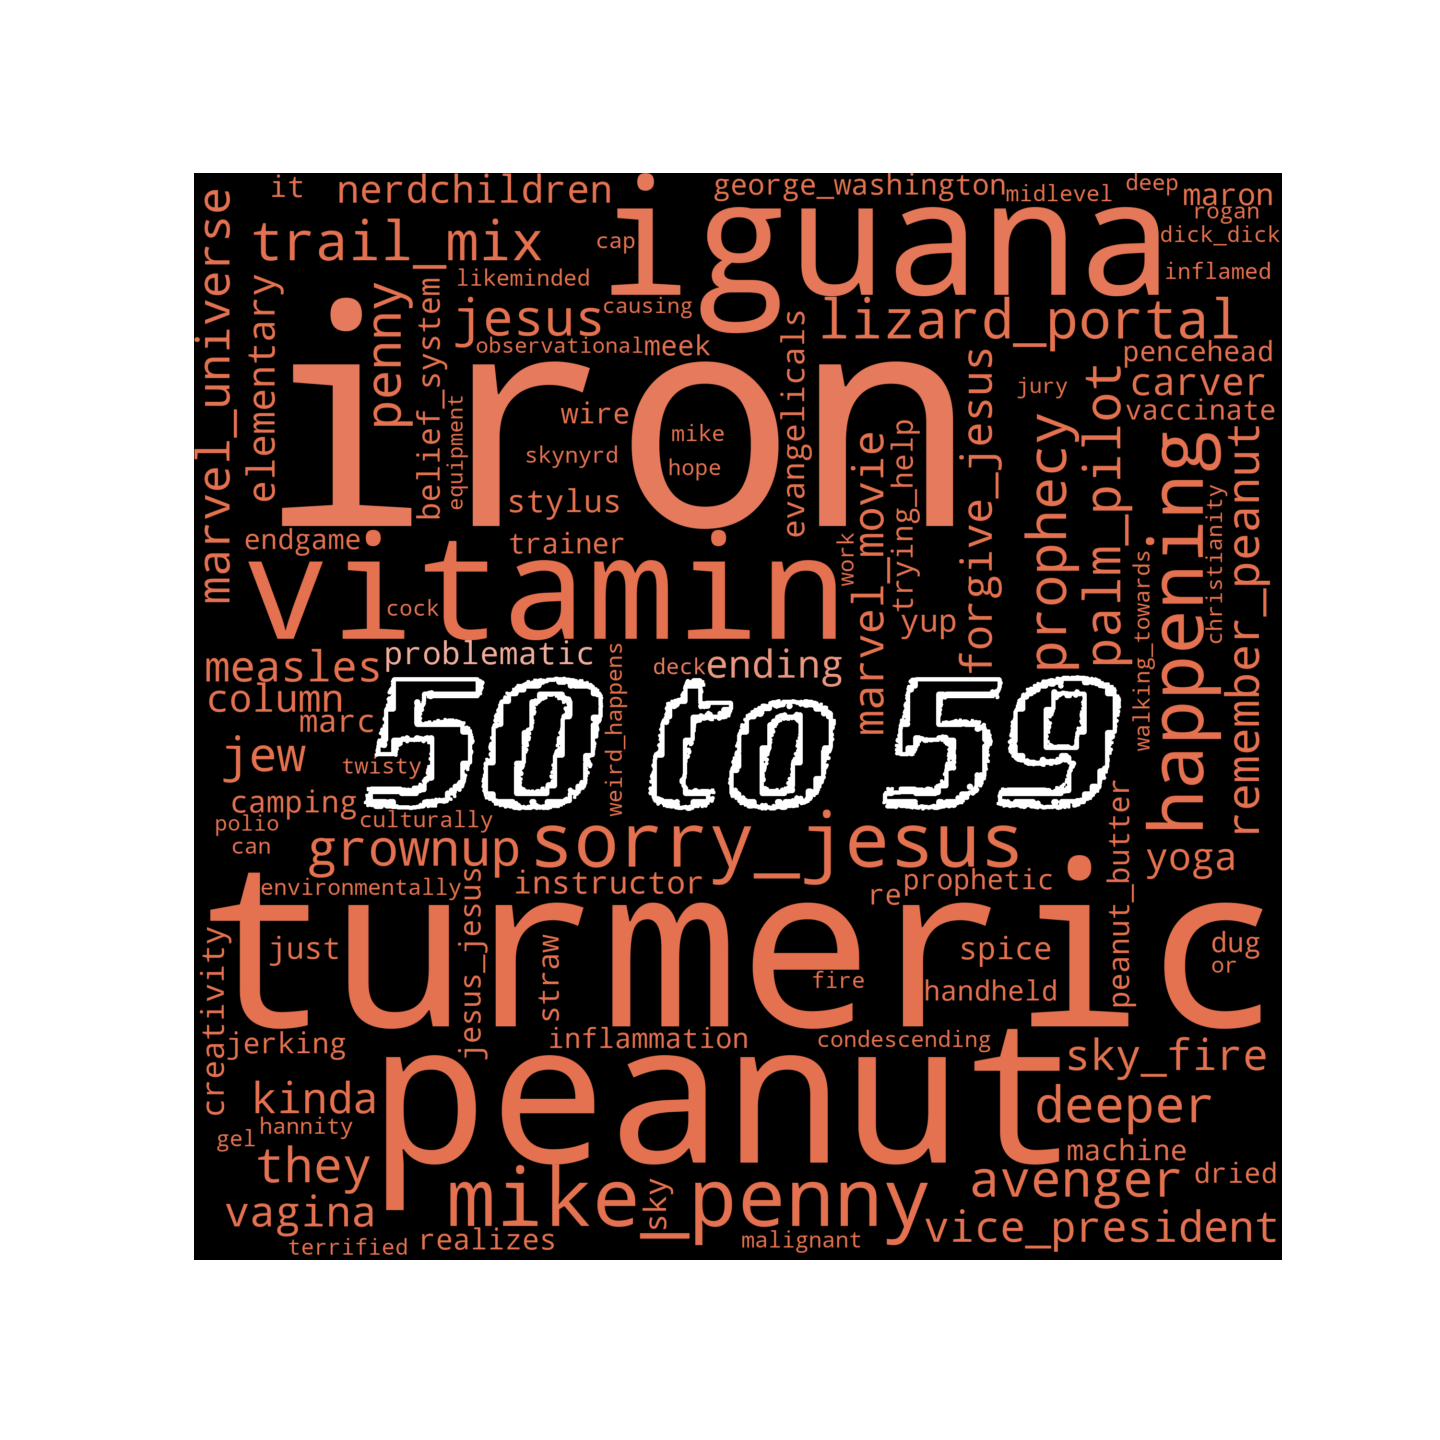 it
nerdchildren
george_washington
midlevel
deep
maron
rogan
dick_dick
inflamed
iguana
trail_mix
cap
likeminded
causing
marvel_universe
elementary
penny
belief_system
jesus
observational
meek
lizard_portal
pencehead
carver
vaccinate
jury
iron
equipment
wire
mike
hope
skynyrd
stylus
evangelicals
marvel_movie
trying_help
forgive_jesus
prophecy
palm_pilot
happening
christianity
remember_peanut
walking_towards
endgame
trainer
vitamin
work
cock
yup
measles
problematic
weird_happens
deck
ending
column
marc
50 to 59
jew
twisty
camping
polio
culturally
can
grownup
sorry_jesus
peanut_butter
yoga
environmentally
instructor
re
prophetic
turmeric
creativity
just
jesus_jesus
straw
fire
spice
handheld
dug
or
jerking
inflammation
condescending
sky_fire
peanut
kinda
deeper
gel
hannity
machine
they
avenger
dried
vagina
mike_penny
sky
vice_president
terrified
realizes
malignant